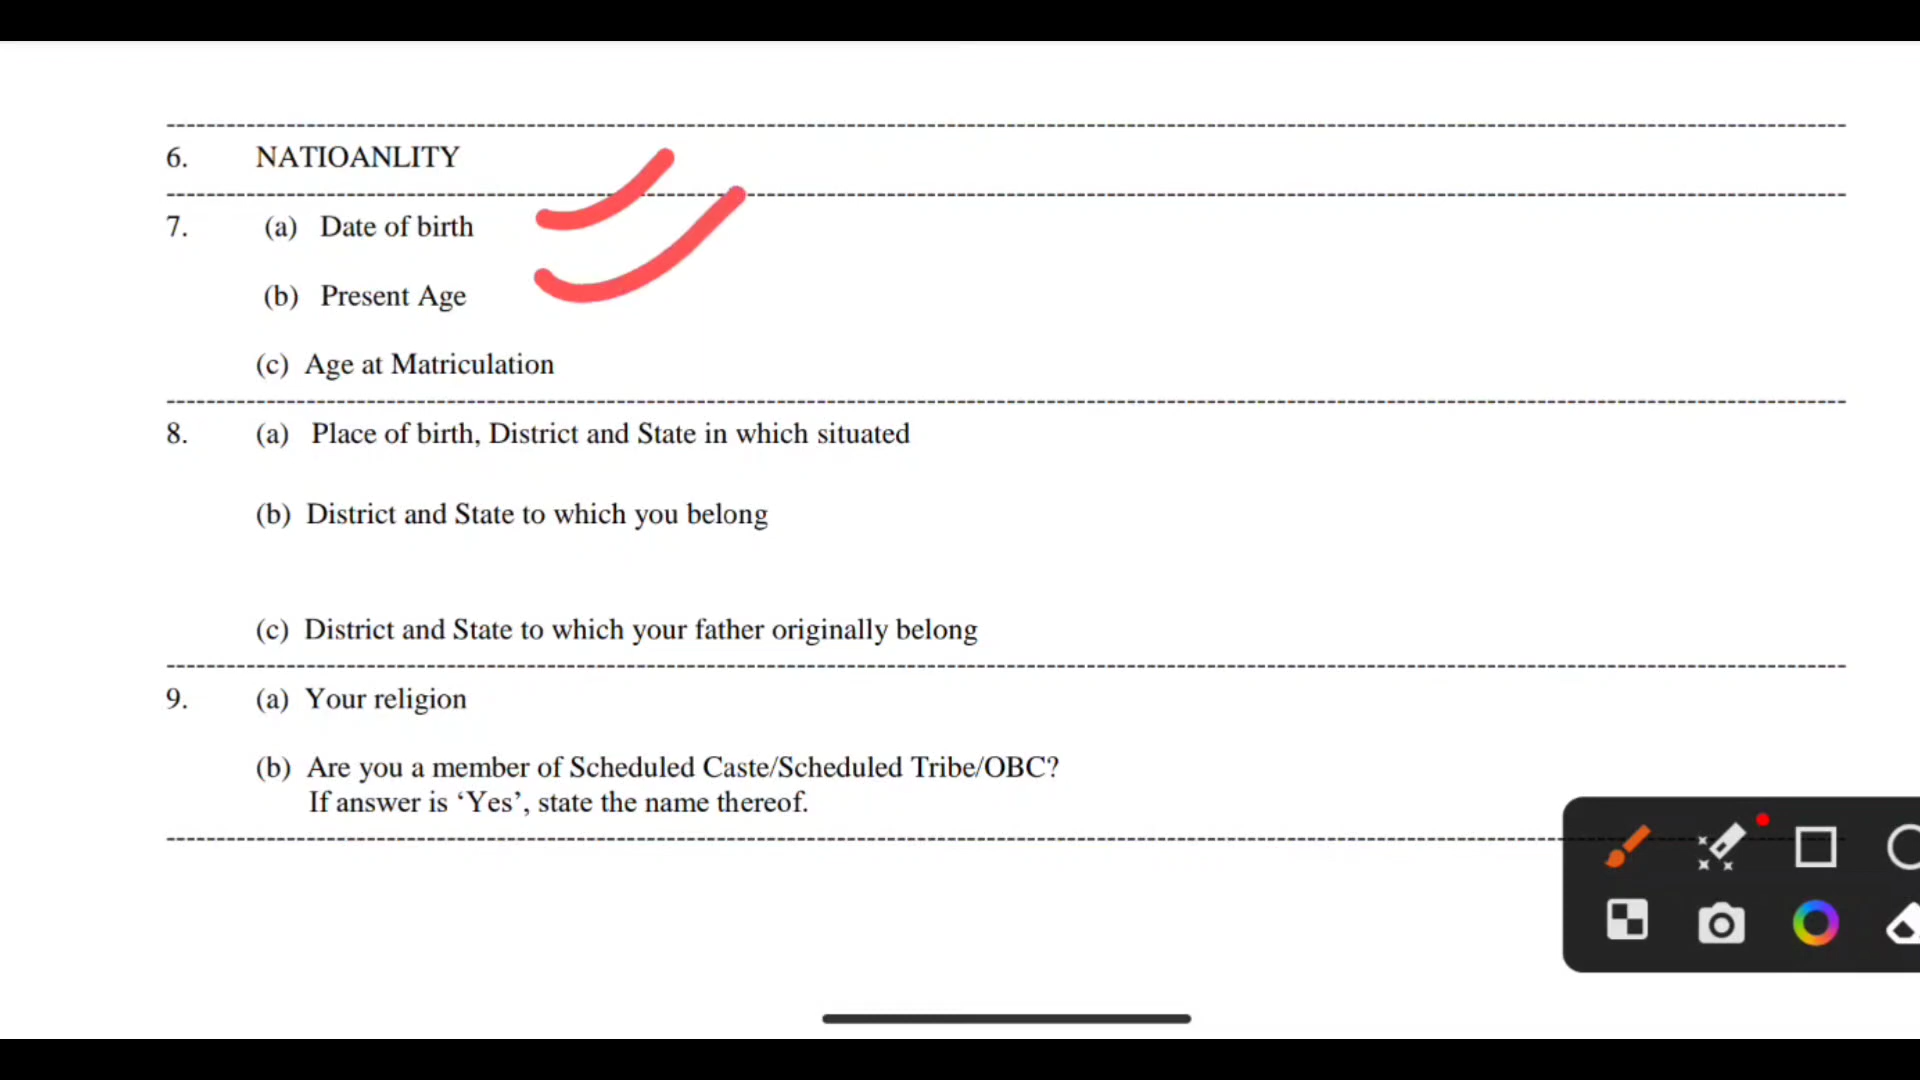 6. NATIOANLITY
7. (a) Date of birth
(b) Present Age
(c) Age at Matriculation
8. (a) Place of birth, District and State in which situated
(b) District and State to which you belong
(c) District and State to which your father originally belong
9. (a) Your religion
(b) Are you a member of Scheduled Caste/Scheduled Tribe/OBC?
If answer is ‘Yes’, state the name thereof.